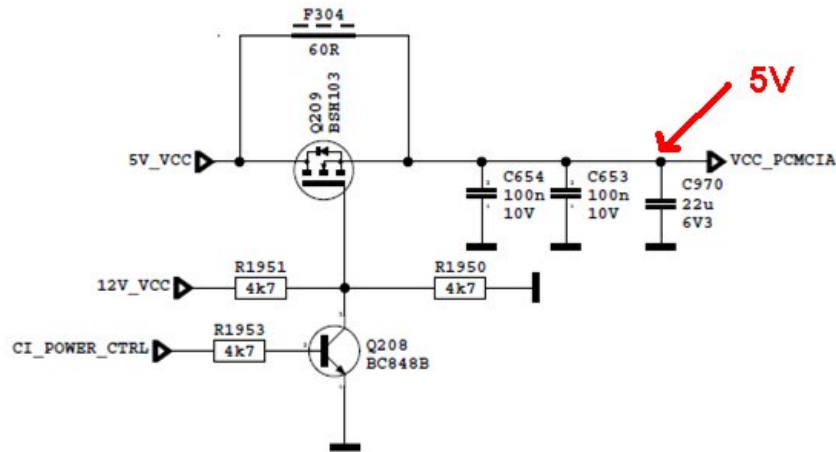 F304
60R
Q209
BSH103
5V
5V_VCC
VCC_PCMCIA
C654
100n
10V
C653
100n
10V
C970
22u
6V3
12V_VCC
R1951
4k7
R1950
4k7
CI_POWER_CTRL
R1953
4k7
Q208
BC848B